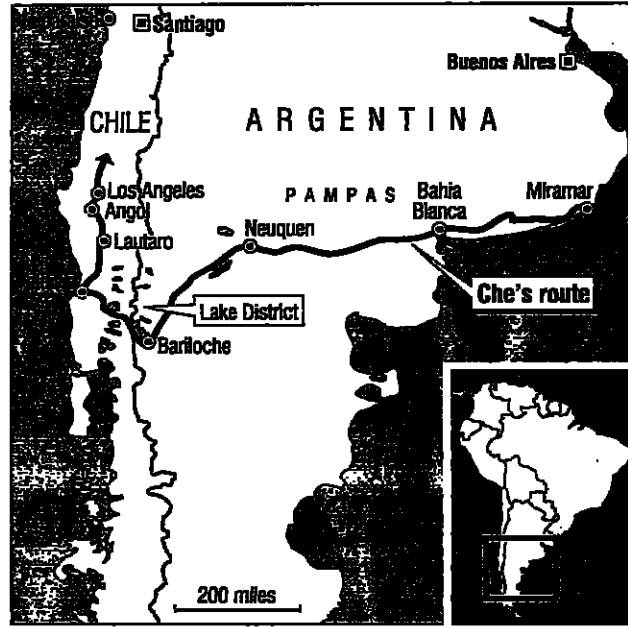 Santiago
Buenos Aires
CHILE
ARGENTINA
Los Angeles
PAMPAS
Bahia
Blanca
Miramar
Angol
Neuquen
Lautaro
Che's route
Lake District
Bariloche
200 miles